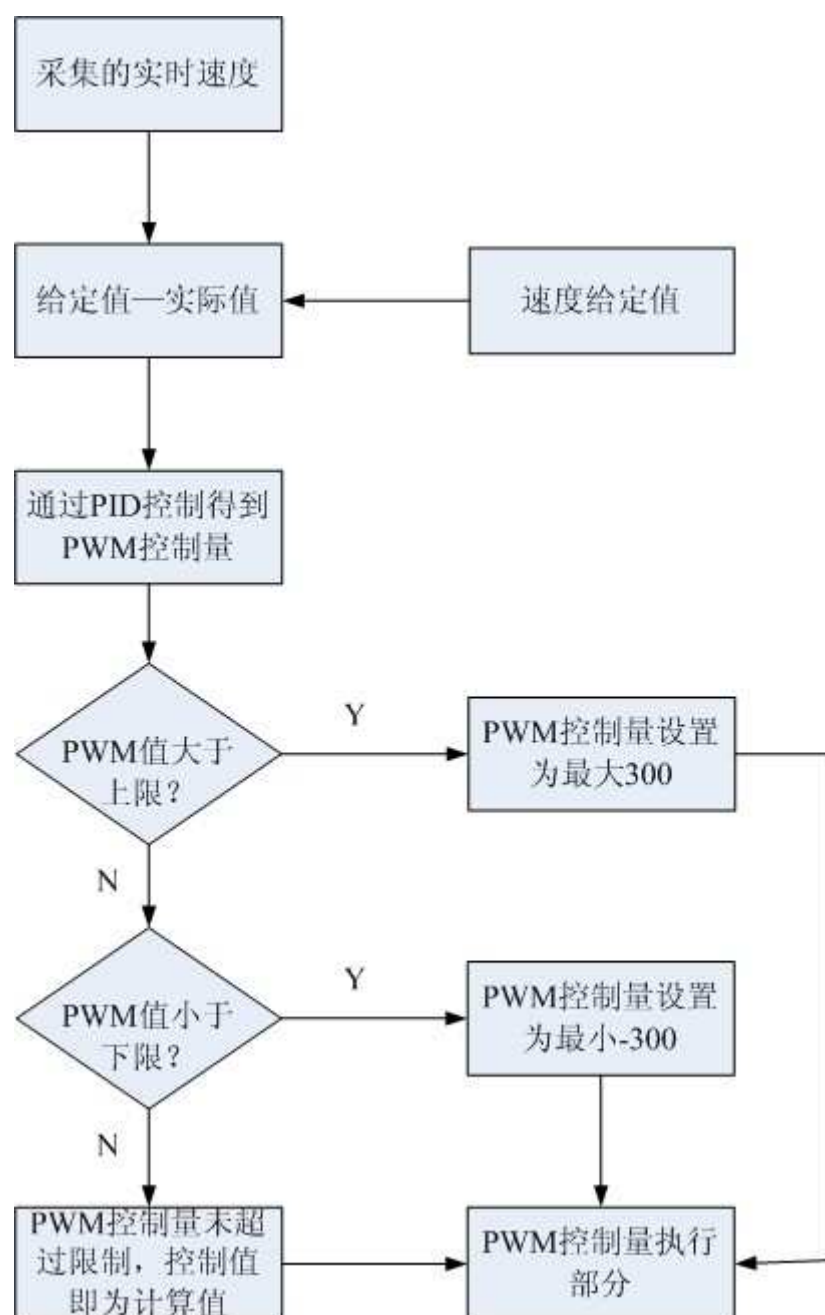 采集的实时速度
给定值—实际值
速度给定值
通过PID控制得到
PWM控制量
PWM值大于
上限?
Y
PWM控制量设置
为最大300
N
PWM值小于
下限?
Y
PWM控制量设置
为最小-300
N
PWM控制量未超
过限制，控制值
即为计算值
PWM控制量执行
部分